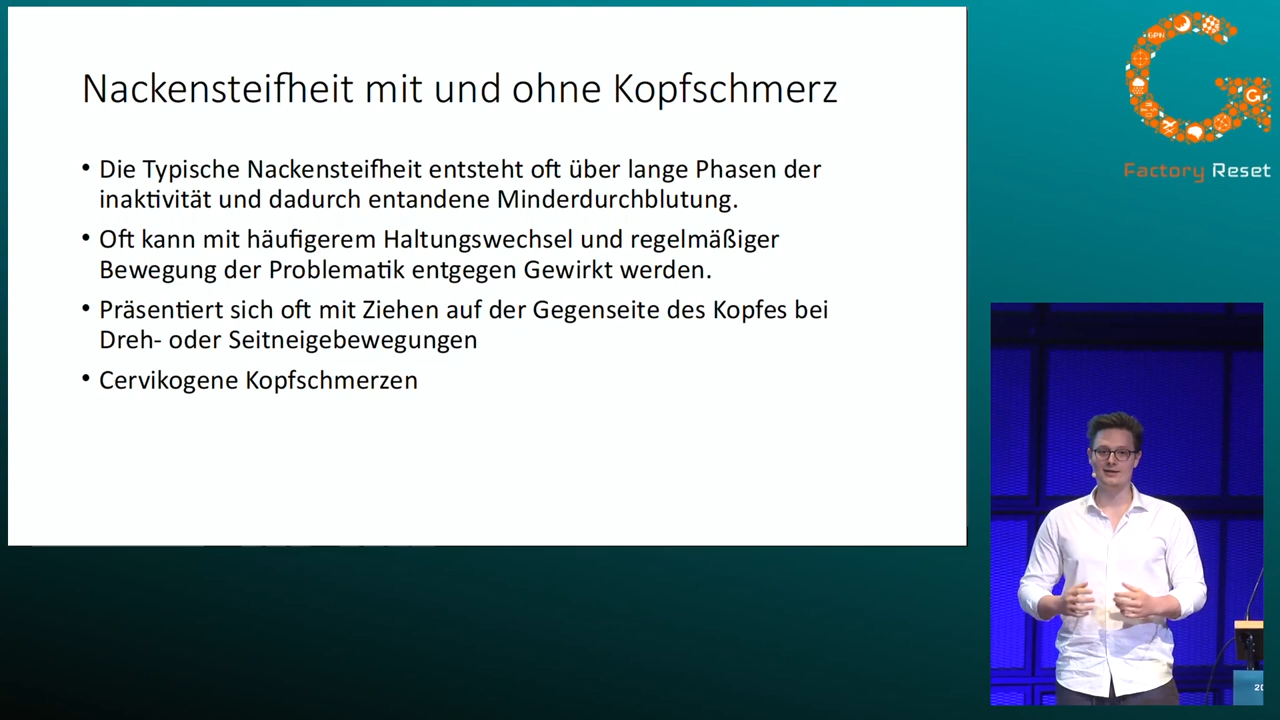 Nackensteifheit mit und ohne Kopfschmerz
• Die Typische Nackensteifheit entsteht oft über lange Phasen der
inaktivität und dadurch entandene Minderdurchblutung.
• Oft kann mit häufigerem Haltungswechsel und regelmäßiger
Bewegung der Problematik entgegen Gewirkt werden.
• Präsentiert sich oft mit Ziehen auf der Gegenseite des Kopfes bei
Dreh- oder Seitneigebewegungen
• Cervikogene Kopfschmerzen
GPN
Factory Reset
20